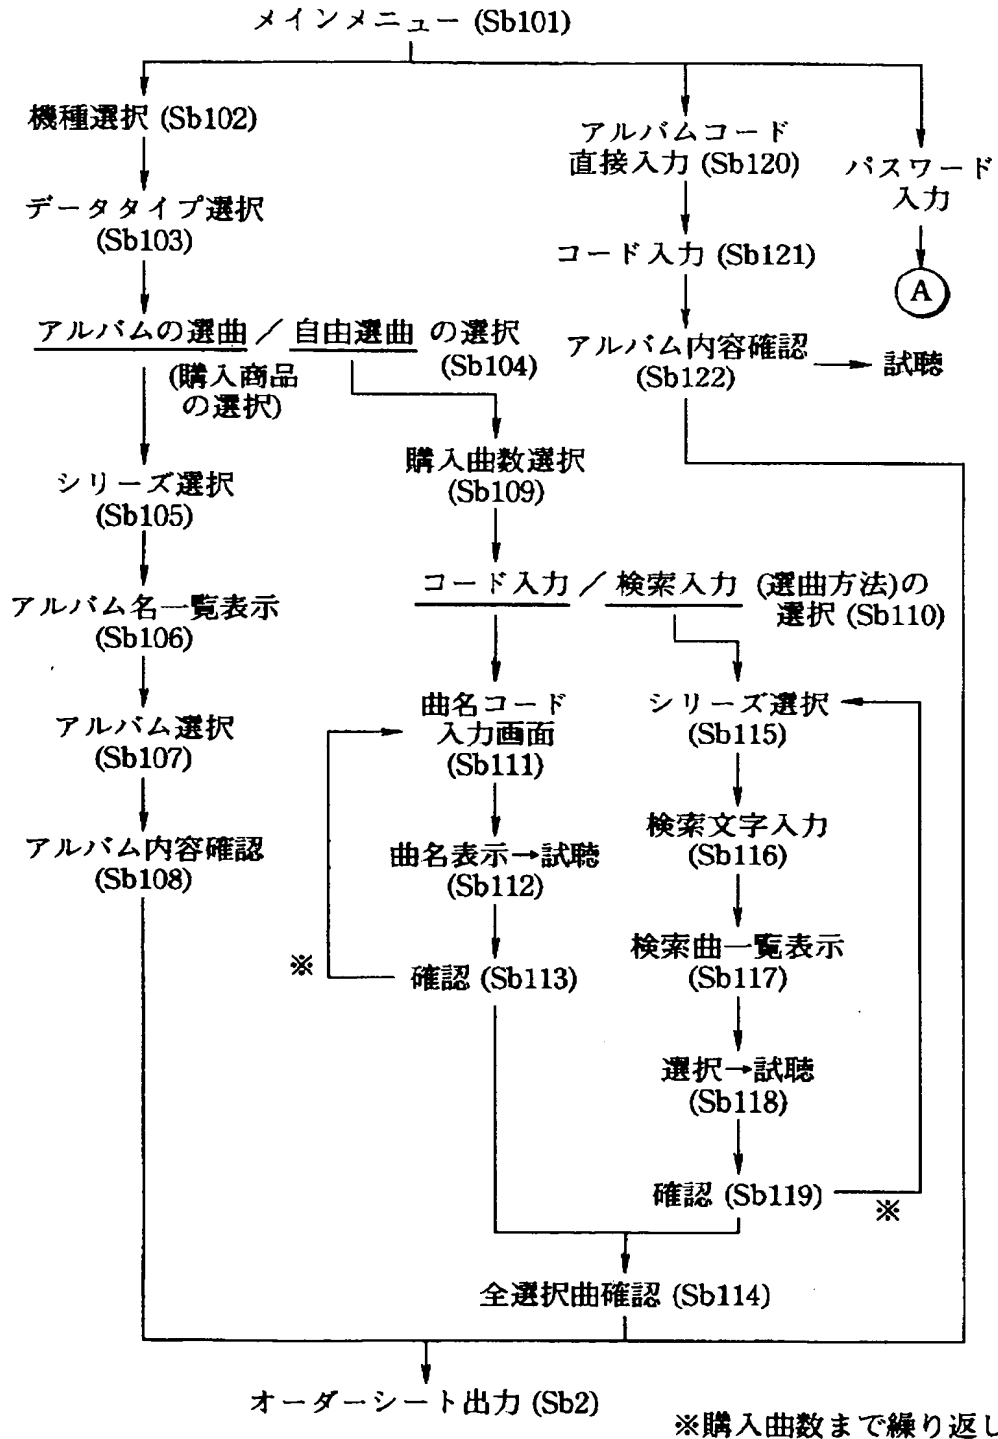 メインメニュー (Sb101)
機種選択 (Sb102)
データタイプ選択
(Sb103)
アルバムの選曲 / 自由選曲 の選択
(Sb104)
(購入商品
の選択)
シリーズ選択
(Sb105)
アルバム名一覧表示
(Sb106)
アルバム選択
(Sb107)
アルバム内容確認
(Sb108)
購入曲数選択
(Sb109)
コード入力 / 検索入力 (選曲方法)の
選択 (Sb110)
曲名コード
入力画面
(Sb111)
曲名表示→試聴
(Sb112)
※
確認 (Sb113)
シリーズ選択
(Sb115)
検索文字入力
(Sb116)
検索曲一覧表示
(Sb117)
選択→試聴
(Sb118)
確認 (Sb119)
※
全選択曲確認 (Sb114)
アルバムコード
直接入力 (Sb120)
コード入力 (Sb121)
アルバム内容確認
(Sb122)
試聴
パスワード
入力
A
オーダーシート出力 (Sb2)
※購入曲数まで繰り返し